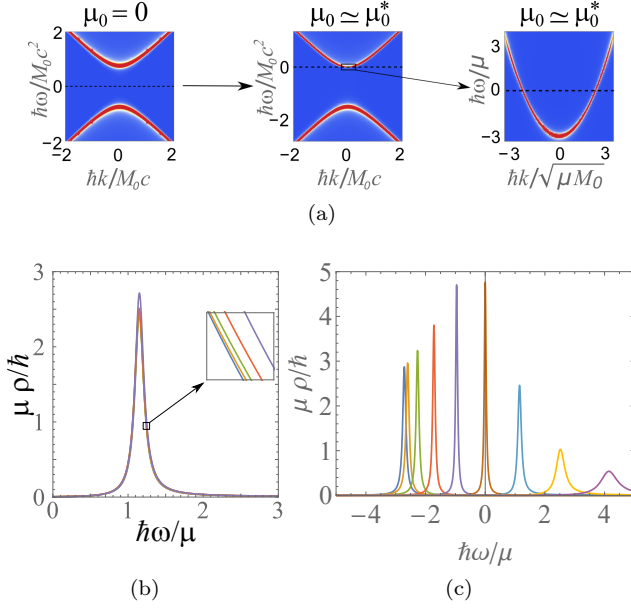 μ₀ = 0
μ₀ ≃ μ₀*
μ₀ ≃ μ₀*
ħω/M₀c²
2
0
−2
−2 0 2
ħk/M₀c
ħω/M₀c²
2
0
−2
−2 0 2
ħk/M₀c
ħω/μ
3
0
−3
−3 0 3
ħk/√μM₀
(a)
μ ρ/ħ
3
2
1
0
0 1 2 3
ħω/μ
(b)
μ ρ/ħ
5
4
3
2
1
0
−4 −2 0 2 4
ħω/μ
(c)